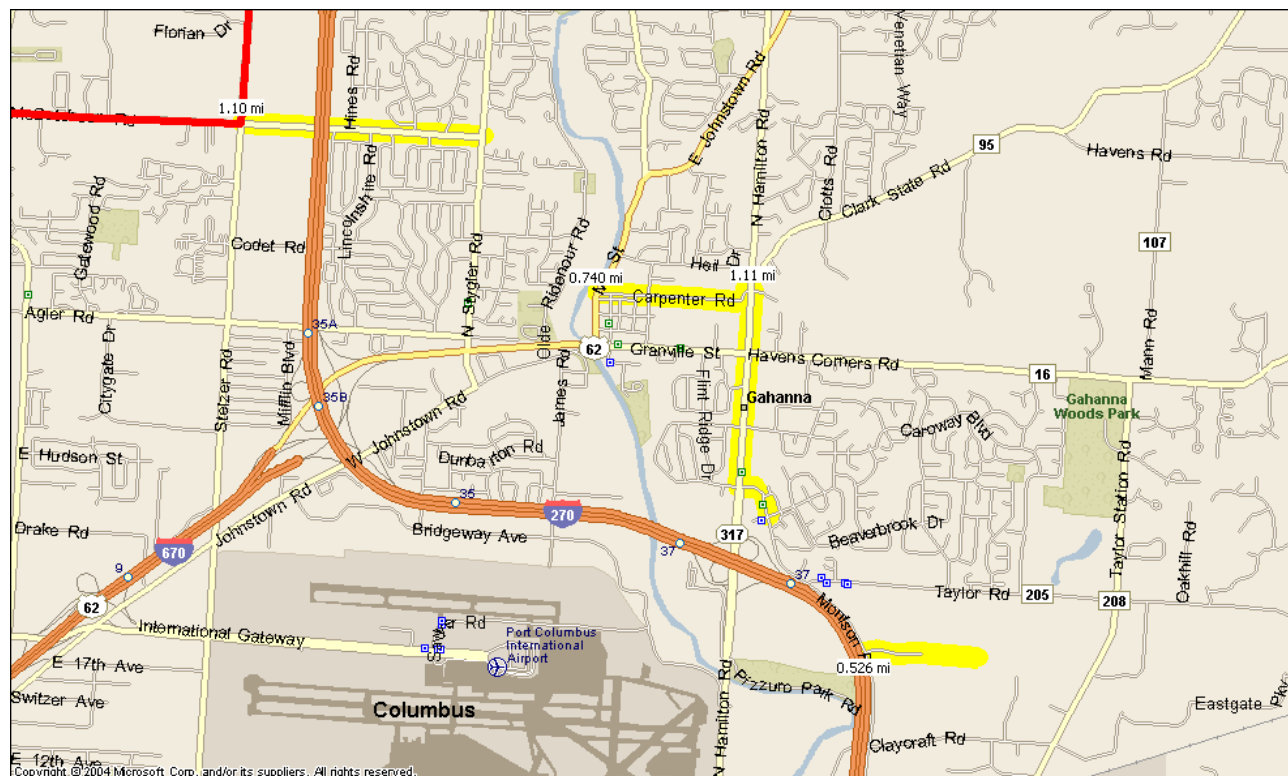 Florian Dr
1.10 mi
Hines Rd
E Johnstown Rd
N Hamilton Rd
Venetian Way
95
Havens Rd
Gatewood Rd
Lincolnshire Rd
Clotts Rd
Clark State Rd
107
Codet Rd
N Stygler Rd
Olde Ridenour Rd
Heil Dr
0.740 mi
1.11 mi
Carpenter Rd
Agler Rd
35A
Citygate Dr
Stelzer Rd
Mifflin Blvd
62
Granville St
Havens Corners Rd
16
Mann Rd
James Rd
Flint Ridge Dr
Gahanna
Gahanna
Woods Park
35B
W Johnstown Rd
Caroway Blvd
E Hudson St
Dunbarton Rd
35
270
Drake Rd
Johnstown Rd
Bridgeway Ave
317
Beaverbrook Dr
Taylor Station Rd
Oakhill Rd
670
37
9
37
Taylor Rd
205
208
62
International Gateway
Port Columbus
International
Airport
E 17th Ave
0.526 mi
Switzer Ave
Columbus
N Hamilton Rd
Pizzuro Park Rd
Eastgate
Claycraft Rd
E 12th Ave
Copyright © 2004 Microsoft Corp. and/or its suppliers. All rights reserved.